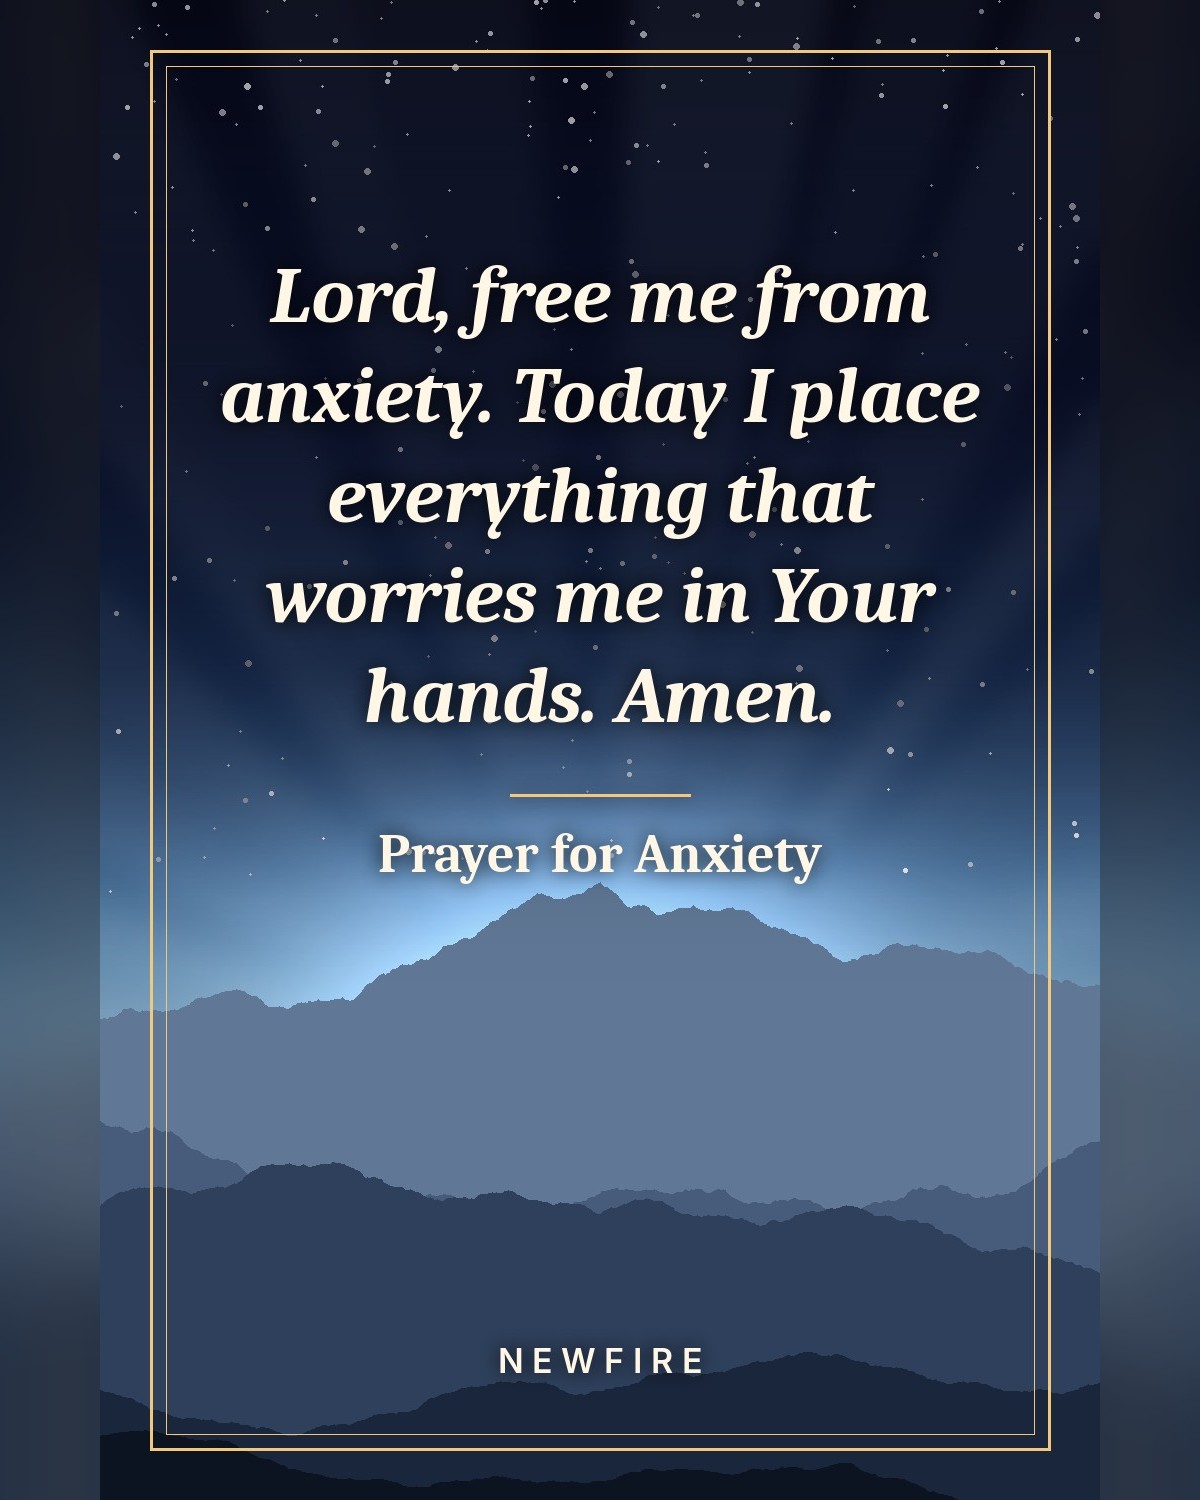 Lord, free me from
anxiety. Today I place
everything that
worries me in Your
hands. Amen.
Prayer for Anxiety
NEWFIRE